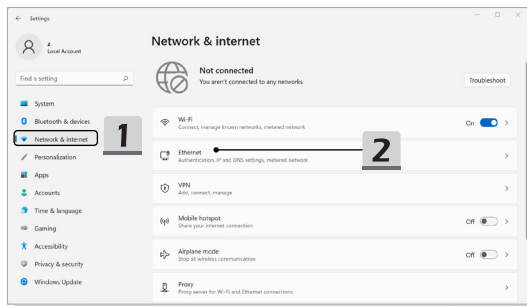 Settings
z
Local Account
Find a setting
System
Bluetooth & devices
Network & internet
Personalization
Apps
Accounts
Time & language
Gaming
Accessibility
Privacy & security
Windows Update
1
Network & internet
Not connected
You aren't connected to any networks
Troubleshoot
Wi-Fi
Connect, manage known networks, metered network
On
Ethernet
Authentication, IP and DNS settings, metered network
2
VPN
Add, connect, manage
Mobile hotspot
Share your internet connection
Off
Airplane mode
Stop all wireless communication
Off
Proxy
Proxy server for Wi-Fi and Ethernet connections